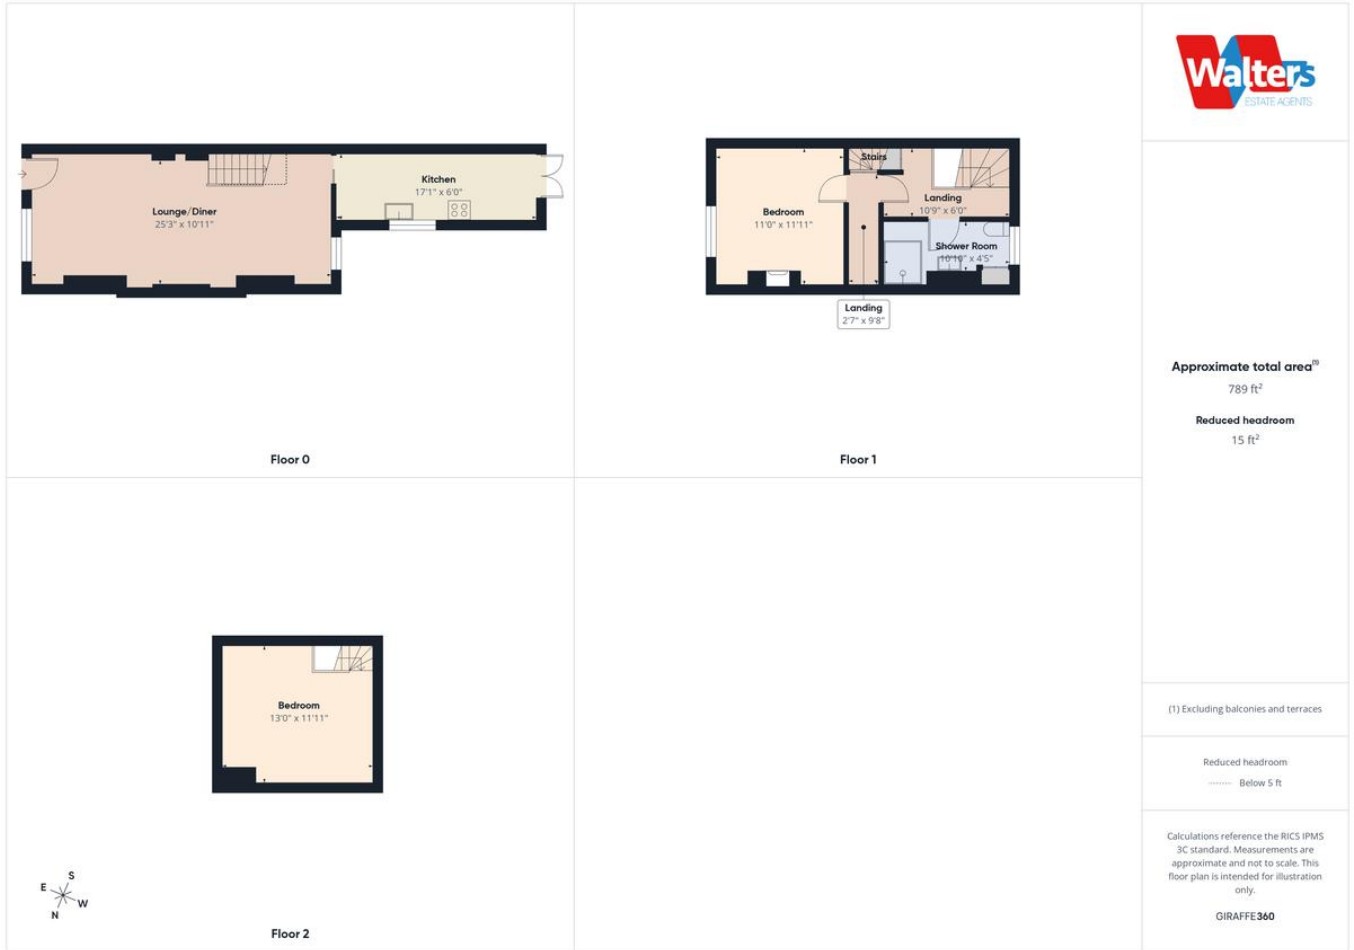 Lounge/Diner
25'3" x 10'11"
Kitchen
17'1" x 6'0"
Floor 0
Stairs
Bedroom
11'0" x 11'11"
Landing
10'9" x 6'0"
Shower Room
10'10" x 4'5"
Landing
2'7" x 9'8"
Floor 1
Bedroom
13'0" x 11'11"
S
E
W
N
Floor 2
Walters
ESTATE AGENTS
Approximate total area(1)
789 ft²
Reduced headroom
15 ft²
(1) Excluding balconies and terraces
Reduced headroom
Below 5 ft
Calculations reference the RICS IPMS
3C standard. Measurements are
approximate and not to scale. This
floor plan is intended for illustration
only.
GIRAFFE360